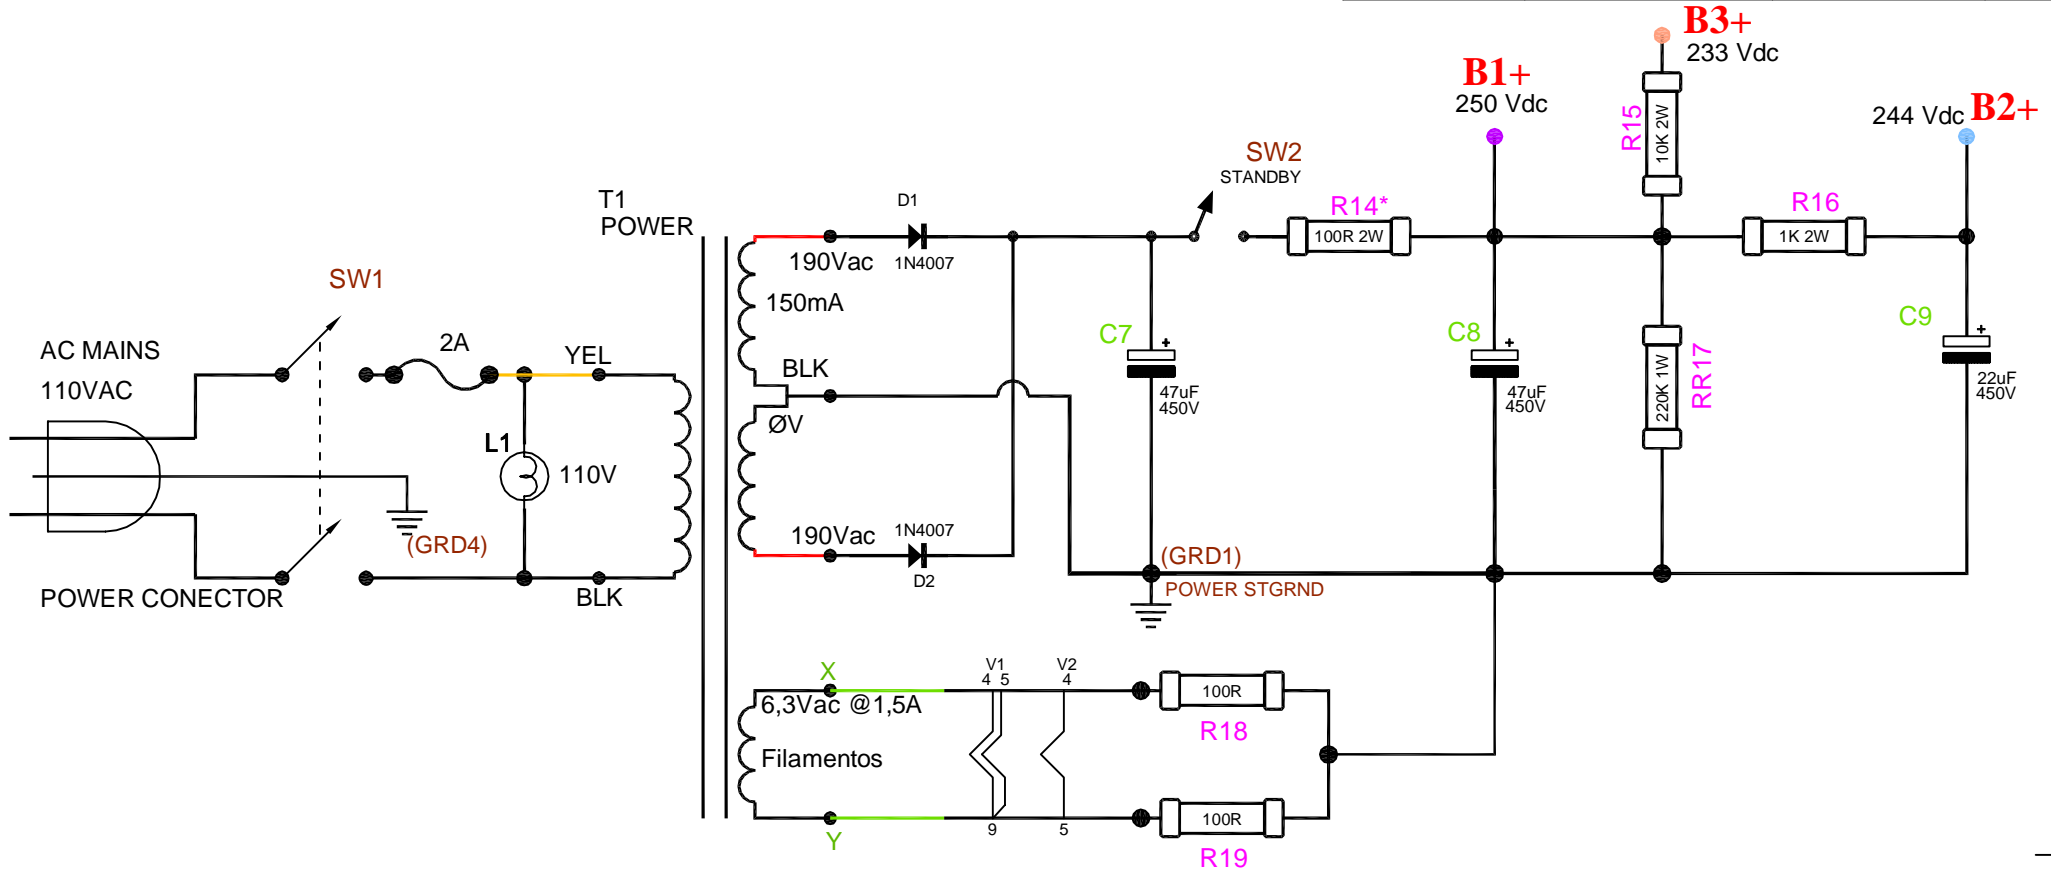 B3+
233 Vdc
B1+
250 Vdc
R15
10K 2W
244 Vdc B2+
SW2
STANDBY
T1
POWER
D1
R14*
100R 2W
R16
1K 2W
190Vac
1N4007
150mA
SW1
AC MAINS
110VAC
2A
YEL
BLK
ØV
C7
+
47uF
450V
C8
+
47uF
450V
RR17
220K 1W
C9
+
22uF
450V
L1
110V
(GRD4)
190Vac
1N4007
D2
(GRD1)
POWER STGRND
POWER CONECTOR
BLK
X
6,3Vac @1,5A
V1
4 5
V2
4
100R
R18
Filamentos
Y
9
5
100R
R19